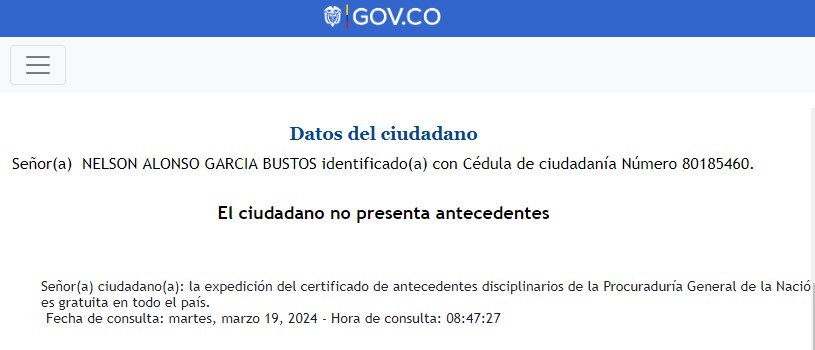 GOV.CO
Datos del ciudadano
Señor(a) NELSON ALONSO GARCIA BUSTOS identificado(a) con Cédula de ciudadanía Número 80185460.
El ciudadano no presenta antecedentes
Señor(a) ciudadano(a): la expedición del certificado de antecedentes disciplinarios de la Procuraduría General de la Nació
es gratuita en todo el país.
Fecha de consulta: martes, marzo 19, 2024 - Hora de consulta: 08:47:27